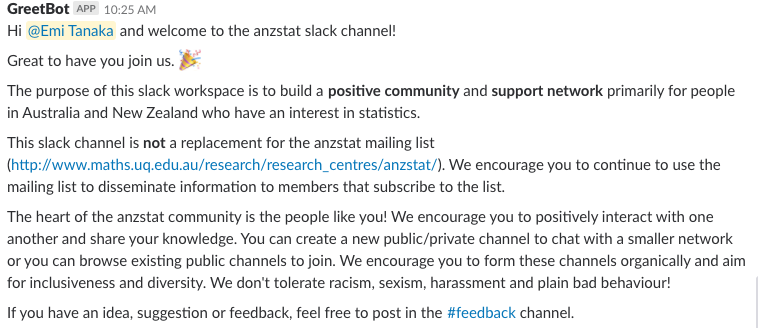 GreetBot APP 10:25 AM
Hi @Emi Tanaka and welcome to the anzstat slack channel!
Great to have you join us. 🎉
The purpose of this slack workspace is to build a positive community and support network primarily for people
in Australia and New Zealand who have an interest in statistics.
This slack channel is not a replacement for the anzstat mailing list
(http://www.maths.uq.edu.au/research/research_centres/anzstat/). We encourage you to continue to use the
mailing list to disseminate information to members that subscribe to the list.
The heart of the anzstat community is the people like you! We encourage you to positively interact with one
another and share your knowledge. You can create a new public/private channel to chat with a smaller network
or you can browse existing public channels to join. We encourage you to form these channels organically and aim
for inclusiveness and diversity. We don't tolerate racism, sexism, harassment and plain bad behaviour!
If you have an idea, suggestion or feedback, feel free to post in the #feedback channel.